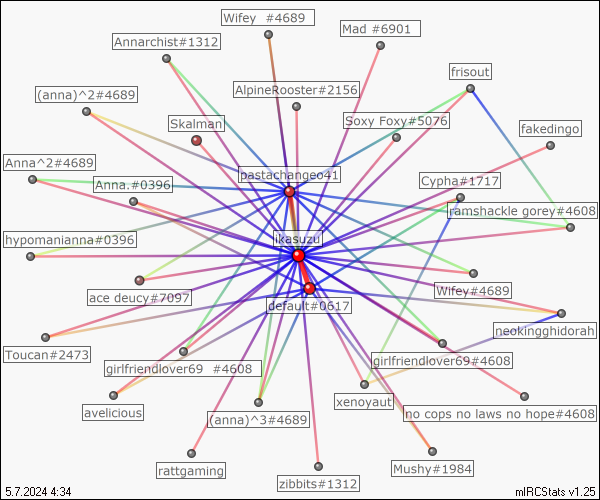 Wifey  #4689
Mad #6901
Annarchist#1312
frisout
(anna)^2#4689
AlpineRooster#2156
Skalman
Soxy Foxy#5076
fakedingo
Anna^2#4689
pastachangeo41
Anna.#0396
Cypha#1717
ramshackle gorey#4608
hypomanianna#0396
ikasuzu
Wifey#4689
ace deucy#7097
default#0617
neokingghidorah
Toucan#2473
girlfriendlover69  #4608
girlfriendlover69#4608
avelicious
(anna)^3#4689
xenoyaut
no cops no laws no hope#4608
rattgaming
Mushy#1984
zibbits#1312
5.7.2024 4:34
mIRCStats v1.25